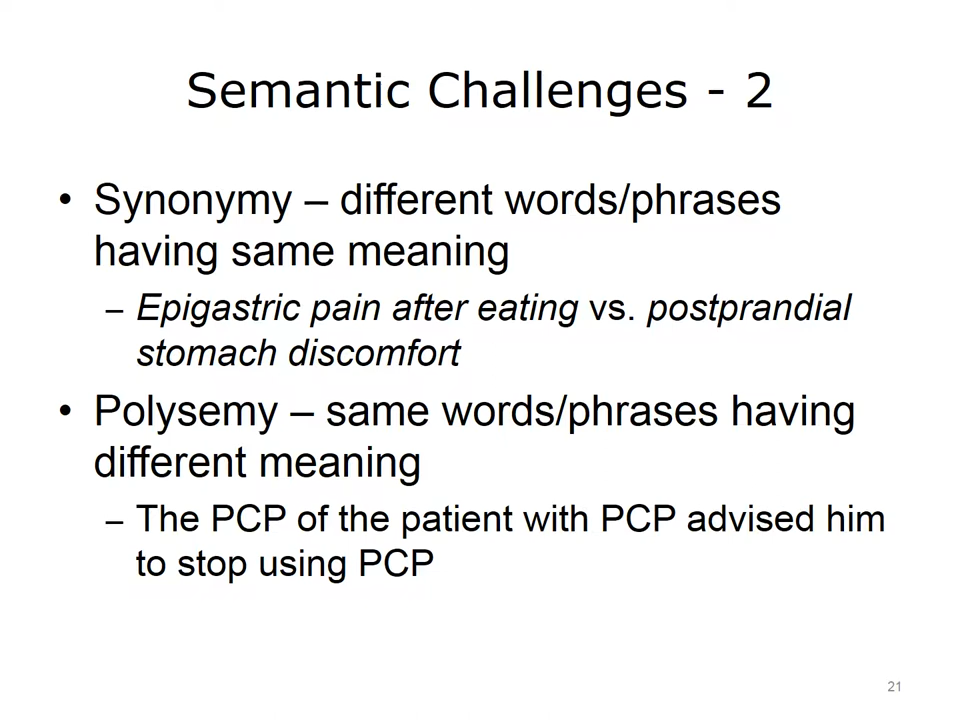 Semantic Challenges - 2
• Synonymy – different words/phrases
having same meaning
– Epigastric pain after eating vs. postprandial
stomach discomfort
• Polysemy – same words/phrases having
different meaning
– The PCP of the patient with PCP advised him
to stop using PCP
21